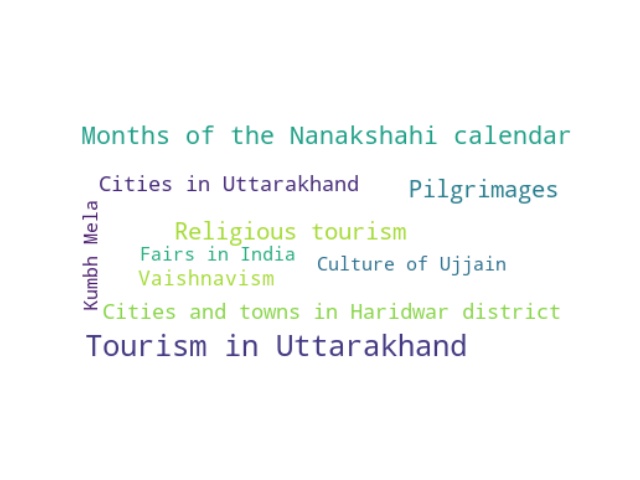 Months of the Nanakshahi calendar
Cities in Uttarakhand
Pilgrimages
Kumbh Mela
Religious tourism
Fairs in India
Culture of Ujjain
Vaishnavism
Cities and towns in Haridwar district
Tourism in Uttarakhand